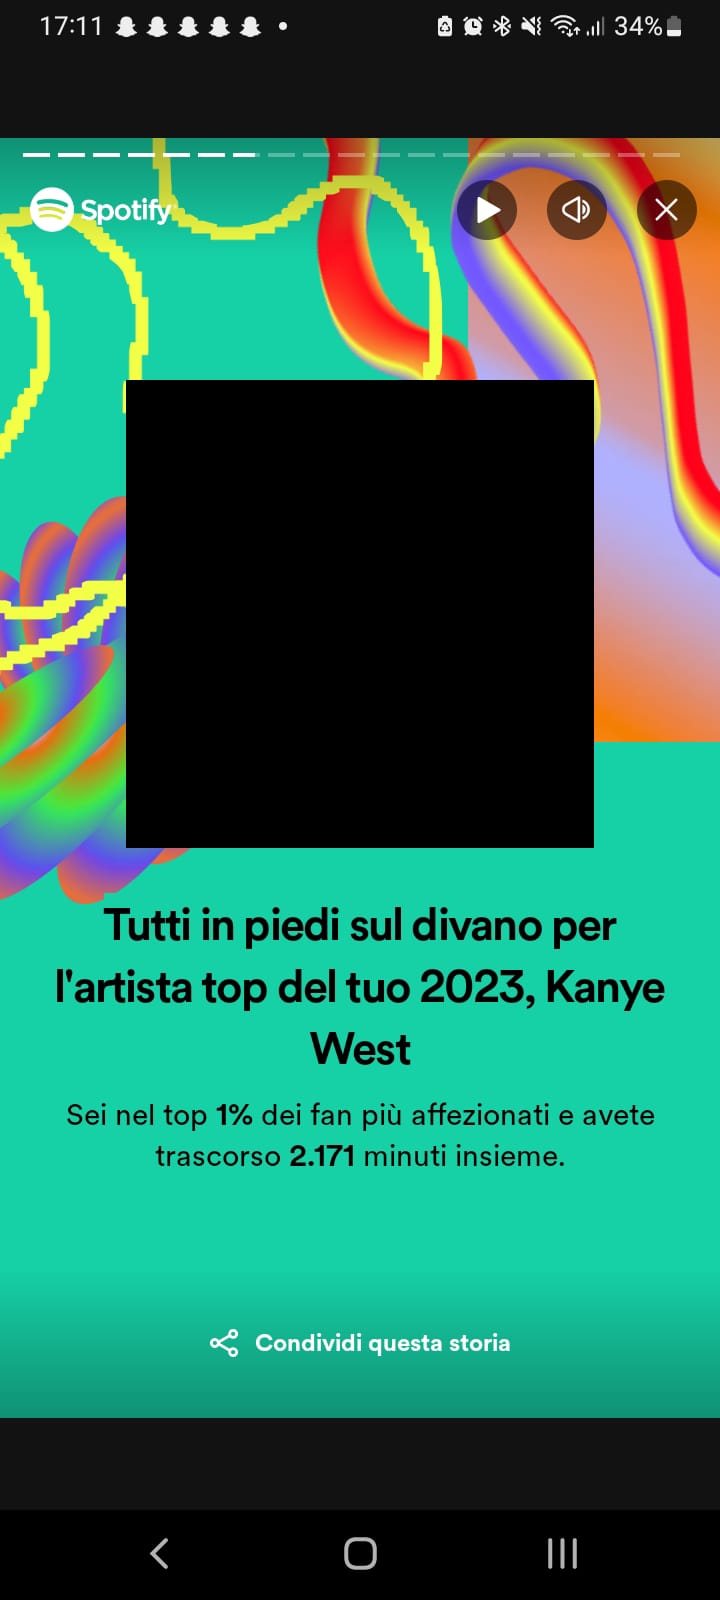 17:11
34%
Spotify
Tutti in piedi sul divano per
l'artista top del tuo 2023, Kanye
West
Sei nel top 1% dei fan più affezionati e avete
trascorso 2.171 minuti insieme.
Condividi questa storia